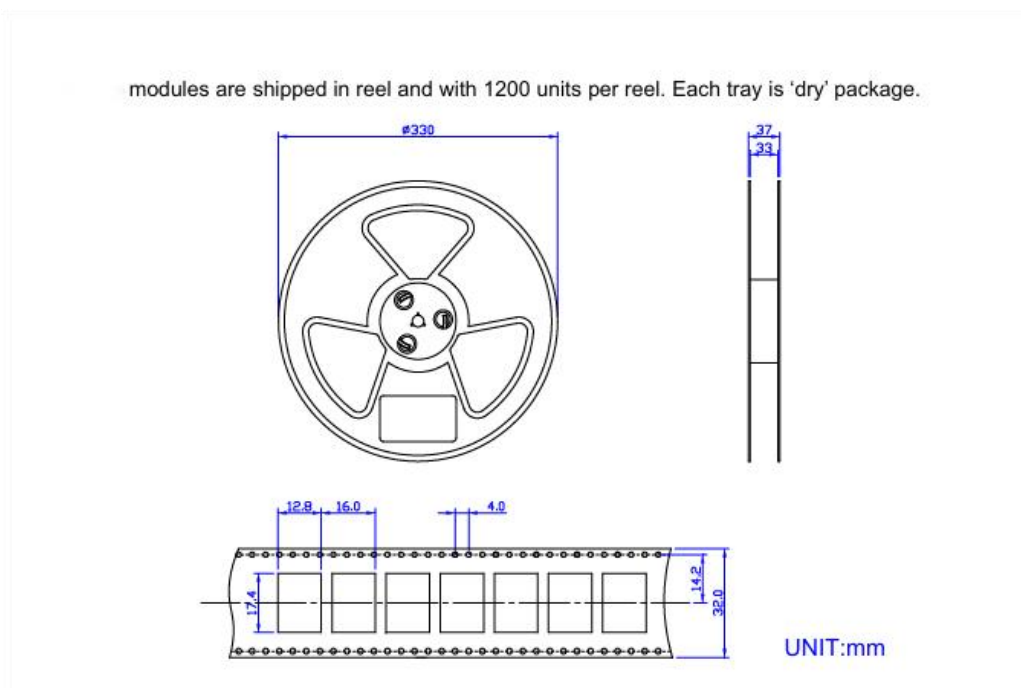 modules are shipped in reel and with 1200 units per reel. Each tray is ‘dry’ package.
ø330
37
33
12.8
16.0
4.0
17.4
14.2
32.0
UNIT:mm